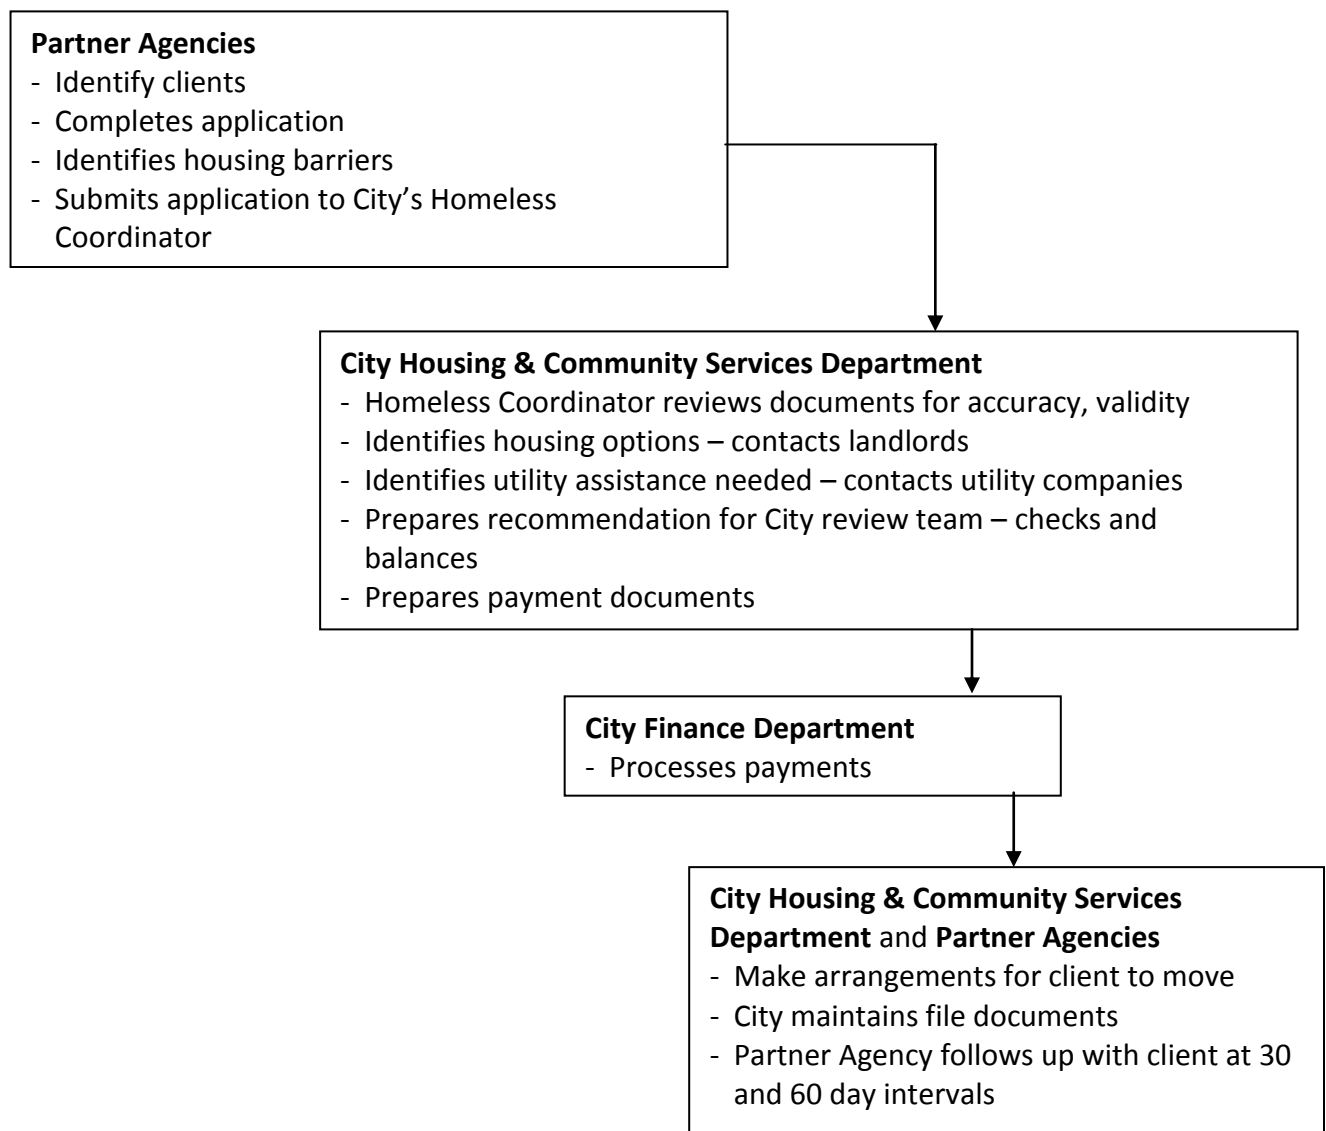 Partner Agencies
- Identify clients
- Completes application
- Identifies housing barriers
- Submits application to City’s Homeless
Coordinator
City Housing & Community Services Department
- Homeless Coordinator reviews documents for accuracy, validity
- Identifies housing options – contacts landlords
- Identifies utility assistance needed – contacts utility companies
- Prepares recommendation for City review team – checks and
balances
- Prepares payment documents
City Finance Department
- Processes payments
City Housing & Community Services
Department and Partner Agencies
- Make arrangements for client to move
- City maintains file documents
- Partner Agency follows up with client at 30
and 60 day intervals